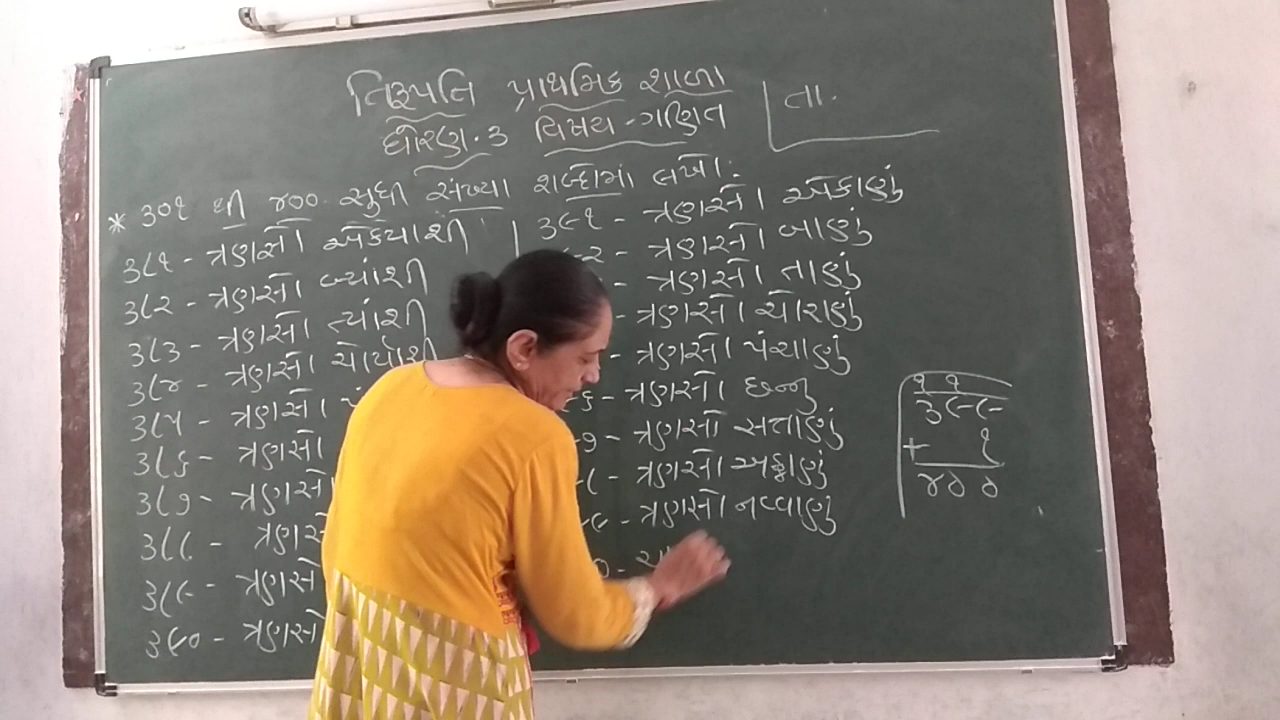 તિરૂપતિ પ્રાથમિક શાળા
તા.
ધોરણ.૩ વિષય - ગણિત
* ૩૦૧ થી ૪૦૦ સુધી સંખ્યા શબ્દોમાં લખો.
૩૮૧ - ત્રણસો એકયાશી
૩૮૨ - ત્રણસો બ્યાંશી
૩૮૩ - ત્રણસો ત્યાંશી
૩૮૪ - ત્રણસો ચોર્યાશી
૩૮૫ - ત્રણસો
૩૮૬ - ત્રણસો
૩૮૭ - ત્રણસો
૩૮૮ -
૩૮૯ - ત્રણસો
૩૯૦ - ત્રણસો
૩૯૧ - ત્રણસો એકાણું
- ત્રણસો બાણું
- ત્રણસો તાણું
- ત્રણસો ચોરાણું
- ત્રણસો પંચાણું
- ત્રણસો છન્નુ
- ત્રણસો સત્તાણું
- ત્રણસો અઠ્ઠાણું
- ત્રણસો નવ્વાણું
૧ ૧
૩૯૯
+ ૧
૪૦૦